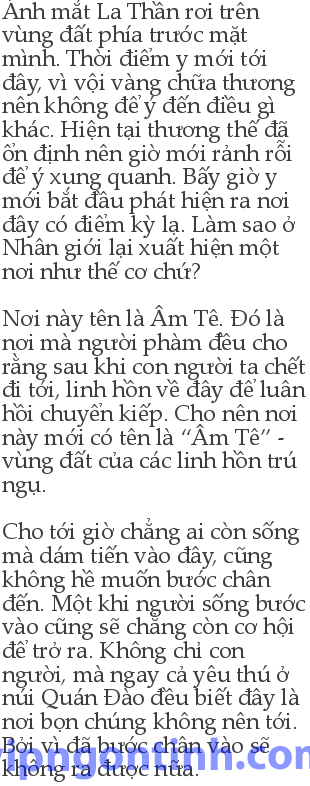 Ánh mắt La Thần rơi trên
vùng đất phía trước mặt
mình. Thời điểm y mới tới
đây, vì vội vàng chữa thương
nên không để ý đến điều gì
khác. Hiện tại thương thế đã
ổn định nên giờ mới rảnh rỗi
để ý xung quanh. Bấy giờ y
mới bắt đầu phát hiện ra nơi
đây có điểm kỳ lạ. Làm sao ở
Nhân giới lại xuất hiện một
nơi như thế cơ chứ?

Nơi này tên là Âm Tê. Đó là
nơi mà người phàm đều cho
rằng sau khi con người ta chết
đi tới, linh hồn về đây để luân
hồi chuyển kiếp. Cho nên nơi
này mới có tên là “Âm Tê” -
vùng đất của các linh hồn trú
ngụ.

Cho tới giờ chẳng ai còn sống
mà dám tiến vào đây, cũng
không hề muốn bước chân
đến. Một khi người sống bước
vào cũng sẽ chẳng còn cơ hội
để trở ra. Không chỉ con
người, mà ngay cả yêu thú ở
núi Quán Đào đều biết đây là
nơi bọn chúng không nên tới.
Bởi vì đã bước chân vào sẽ
không ra được nữa.
ypngontinh.com